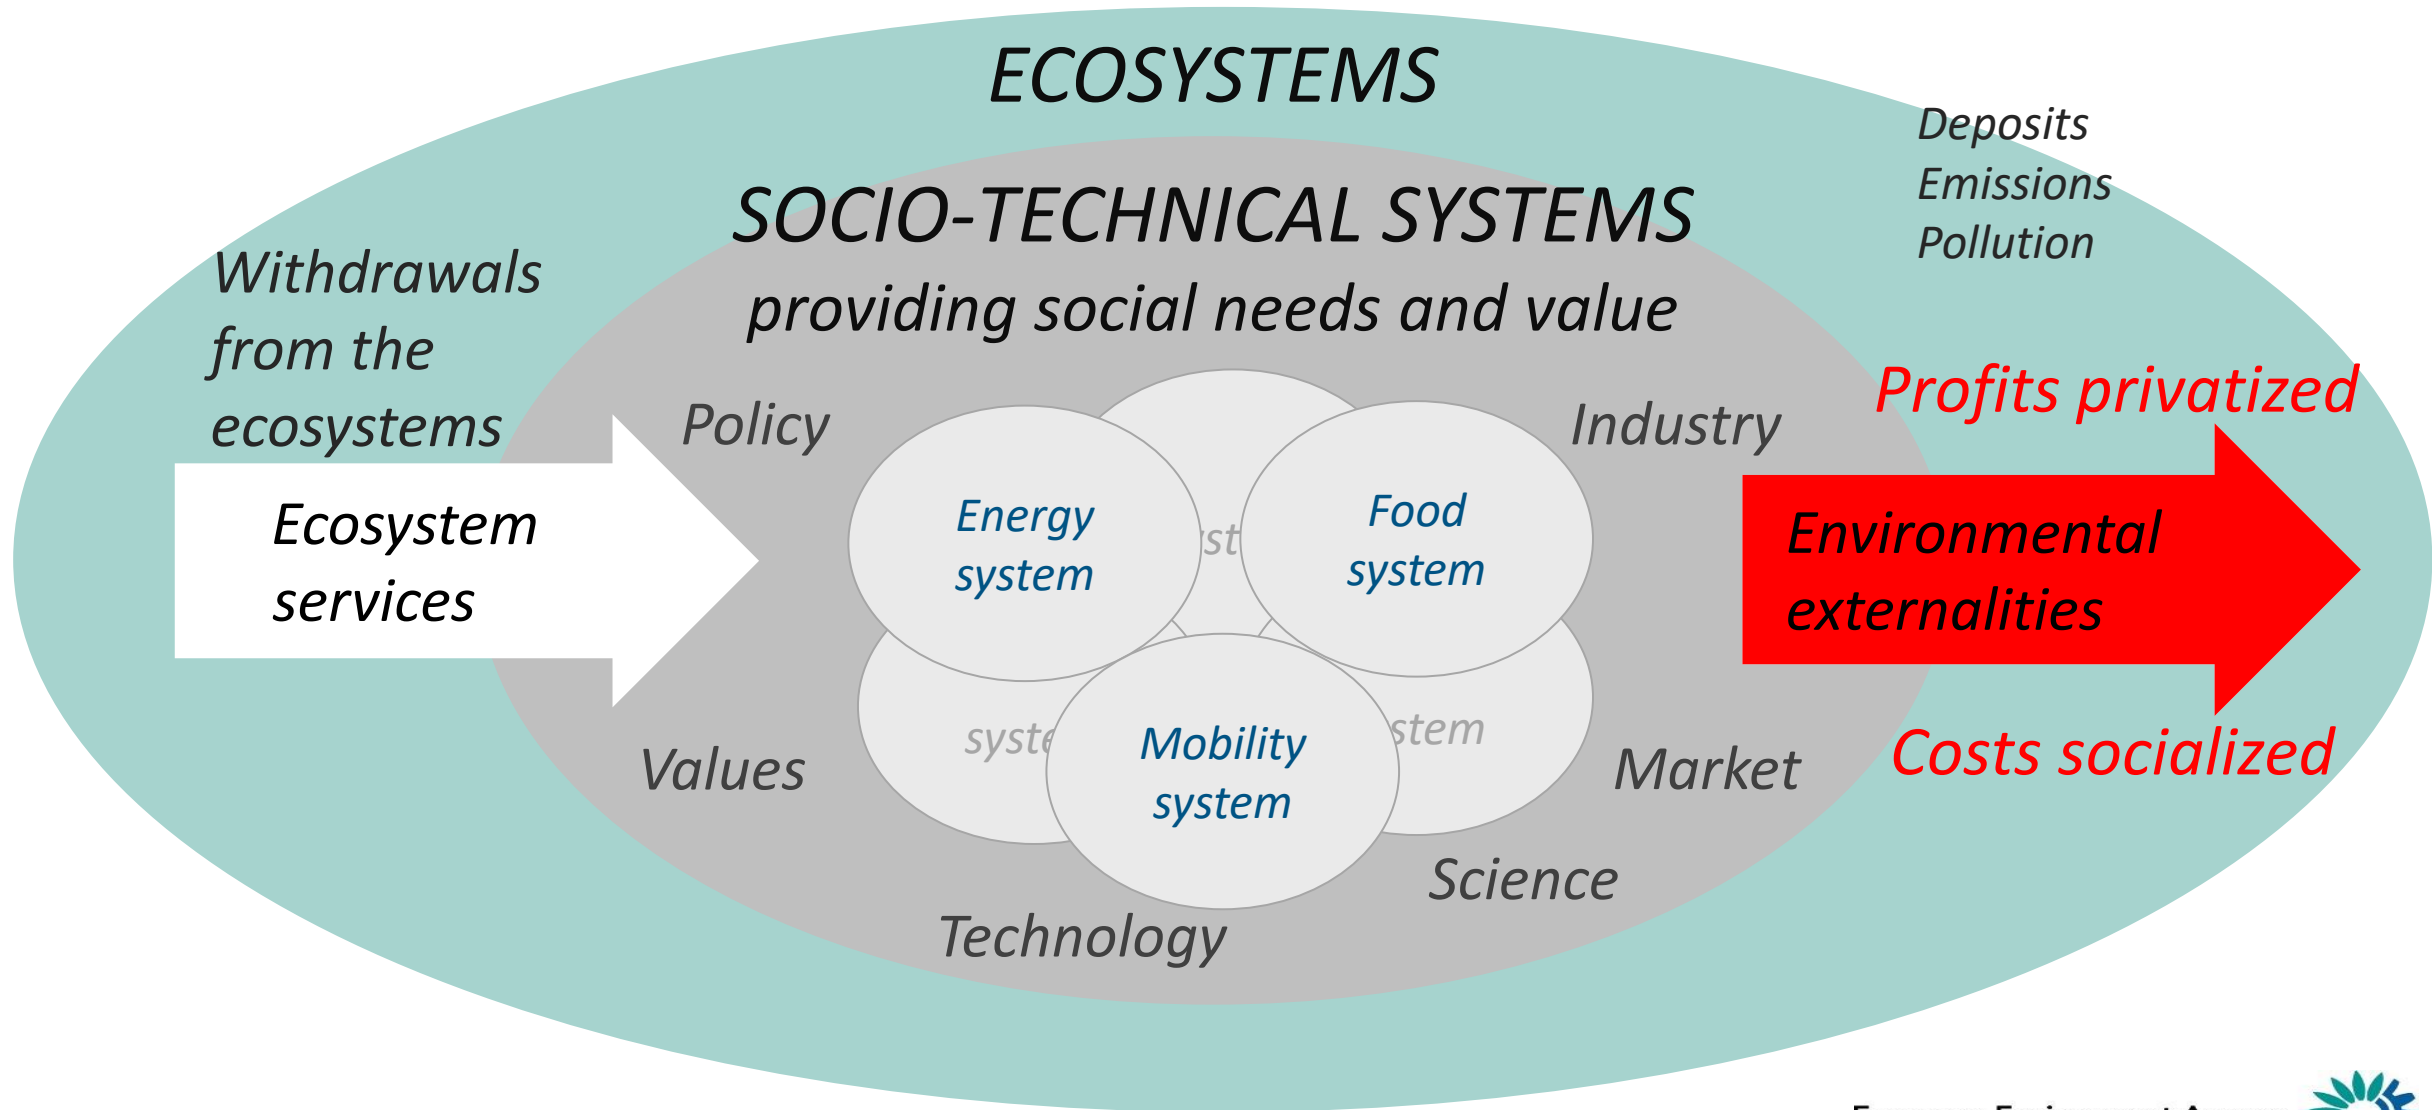 ECOSYSTEMS
Deposits
Emissions
Pollution
SOCIO-TECHNICAL SYSTEMS
providing social needs and value
Withdrawals
from the
ecosystems
Ecosystem
services
Policy
Industry
Energy
system
Food
system
Mobility
system
Values
Market
Science
Technology
Profits privatized
Environmental
externalities
Costs socialized